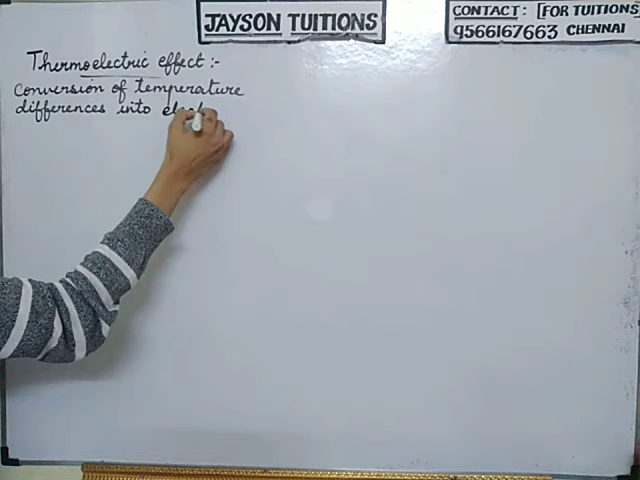 JAYSON TUITIONS
CONTACT: [FOR TUITIONS]
9566167663 CHENNAI
Thermoelectric effect :-
Conversion of temperature
differences into